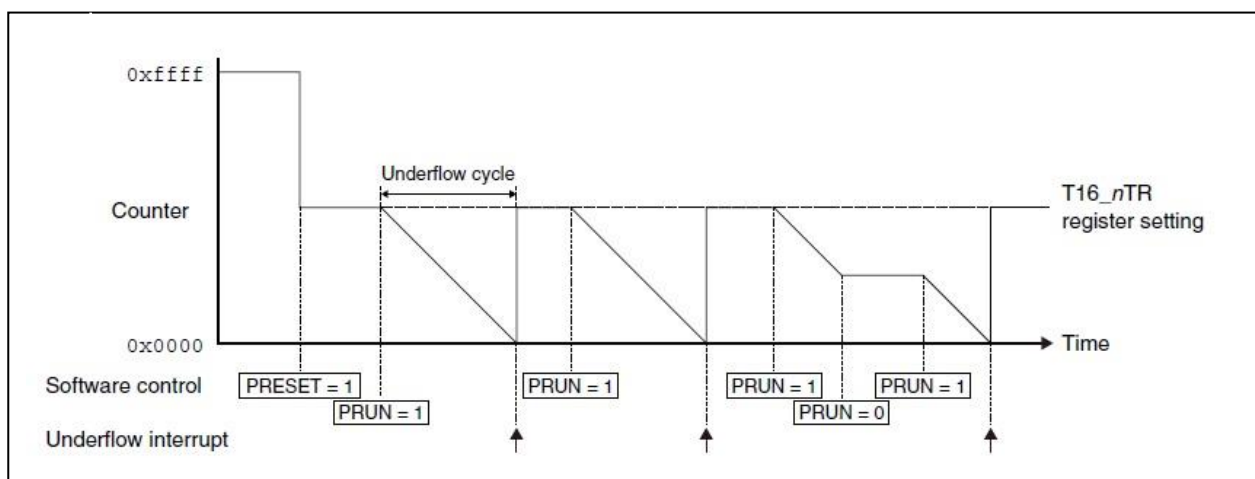 0xffff
Underflow cycle
Counter
T16_nTR
register setting
0x0000
Time
Software control
PRESET = 1
PRUN = 1
PRUN = 1
PRUN = 1
PRUN = 0
PRUN = 1
Underflow interrupt